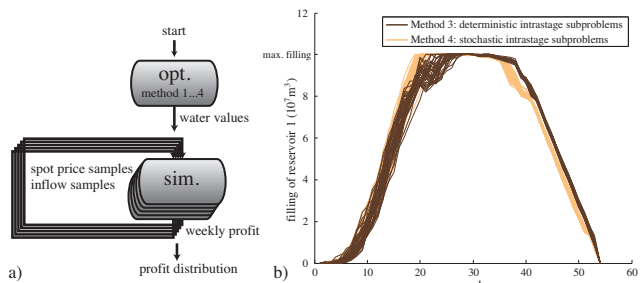 start
opt.
method 1...4
water values
spot price samples
inflow samples
sim.
weekly profit
profit distribution
a)
b)
Method 3: deterministic intrastage subproblems
Method 4: stochastic intrastage subproblems
max. filling
filling of reservoir 1 (10⁷m³)
12
8
6
4
2
0
0 10 20 30 40 50 60